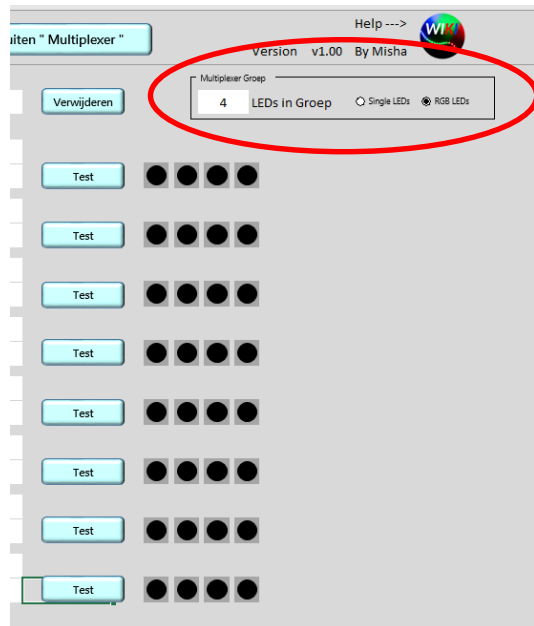 Help --->
WIKI
uiten " Multiplexer "
Version v1.00 By Misha
Multiplexer Groep
Verwijderen
4 LEDs in Groep Single LEDs RGB LEDs
Test
Test
Test
Test
Test
Test
Test
Test